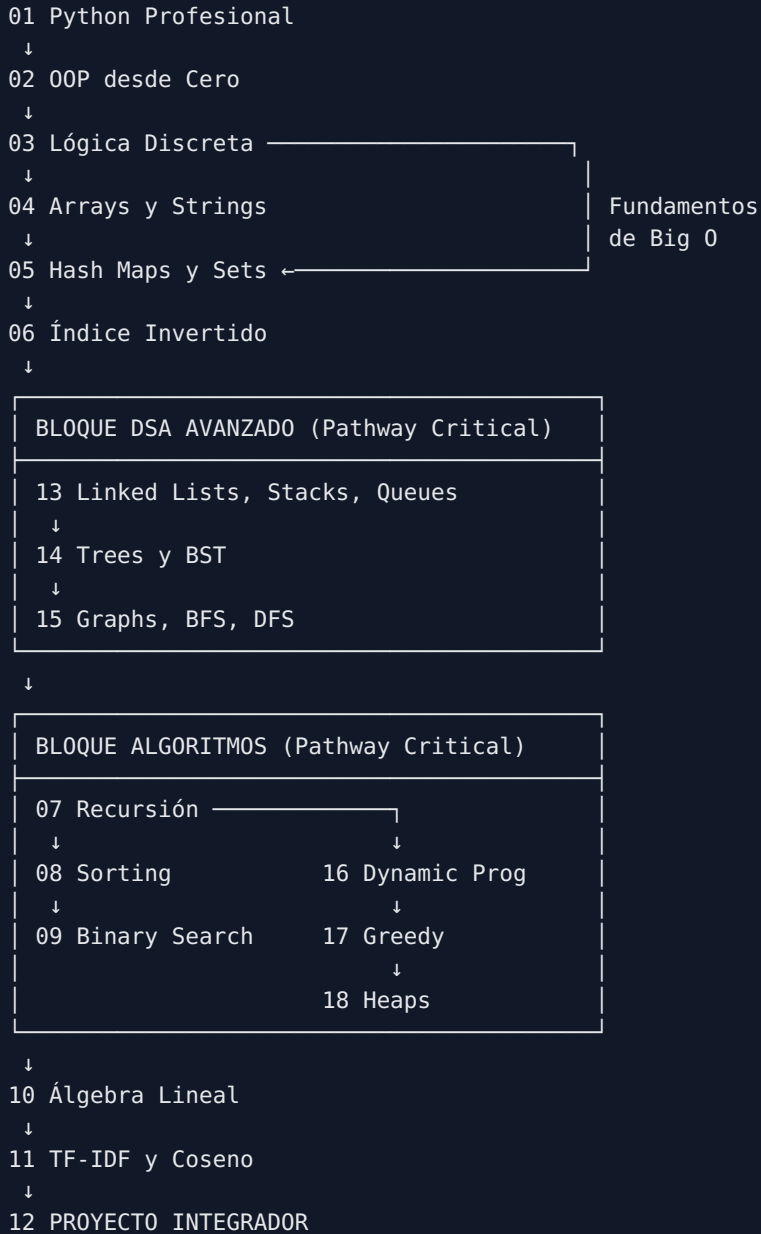 01 Python Profesional
↓
02 OOP desde Cero
↓
03 Lógica Discreta
↓
04 Arrays y Strings Fundamentos
↓ de Big O
05 Hash Maps y Sets ←
↓
06 Índice Invertido
↓
BLOQUE DSA AVANZADO (Pathway Critical)
13 Linked Lists, Stacks, Queues
↓
14 Trees y BST
↓
15 Graphs, BFS, DFS
↓
BLOQUE ALGORITMOS (Pathway Critical)
07 Recursión
↓ ↓
08 Sorting 16 Dynamic Prog
↓ ↓
09 Binary Search 17 Greedy
↓
18 Heaps
↓
10 Álgebra Lineal
↓
11 TF-IDF y Coseno
↓
12 PROYECTO INTEGRADOR